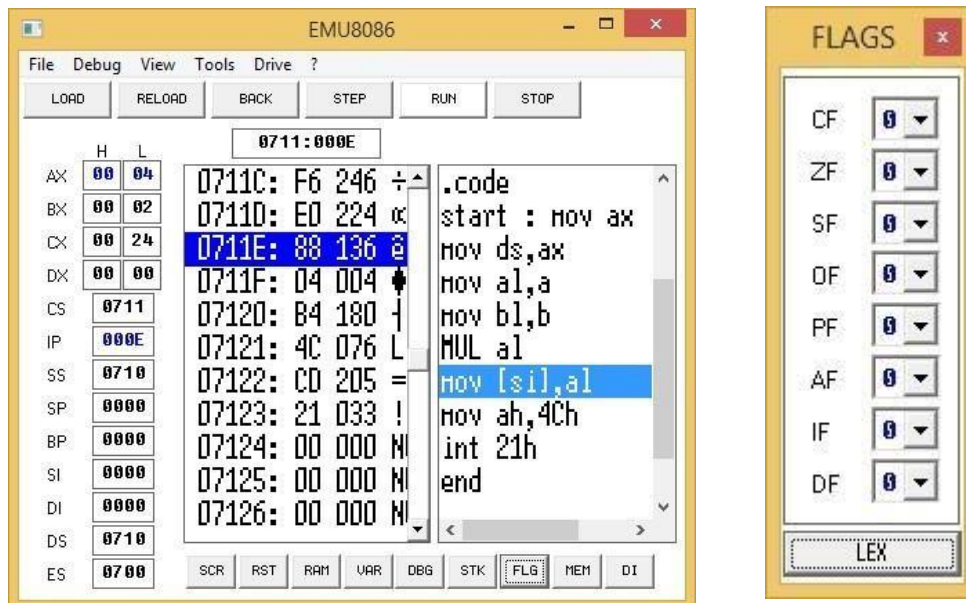 EMU8086
File Debug View Tools Drive ?
LOAD RELOAD BACK STEP RUN STOP
0711:000E
H L
AX 00 04
BX 00 02
CX 00 24
DX 00 00
CS 0711
IP 000E
SS 0710
SP 0000
BP 0000
SI 0000
DI 0000
DS 0710
ES 0700
0711C: F6 246 ÷
0711D: E0 224 α
0711E: 88 136 ê
0711F: 04 004 ♦
07120: B4 180 ┤
07121: 4C 076 L
07122: CD 205 =
07123: 21 033 !
07124: 00 000 N
07125: 00 000 N
07126: 00 000 N
.code
start : mov ax
mov ds,ax
mov al,a
mov bl,b
MUL al
mov [si],al
mov ah,4Ch
int 21h
end
SCR RST RAM VAR DBG STK FLG MEM DI
FLAGS
CF 0
ZF 0
SF 0
OF 0
PF 0
AF 0
IF 0
DF 0
LEX